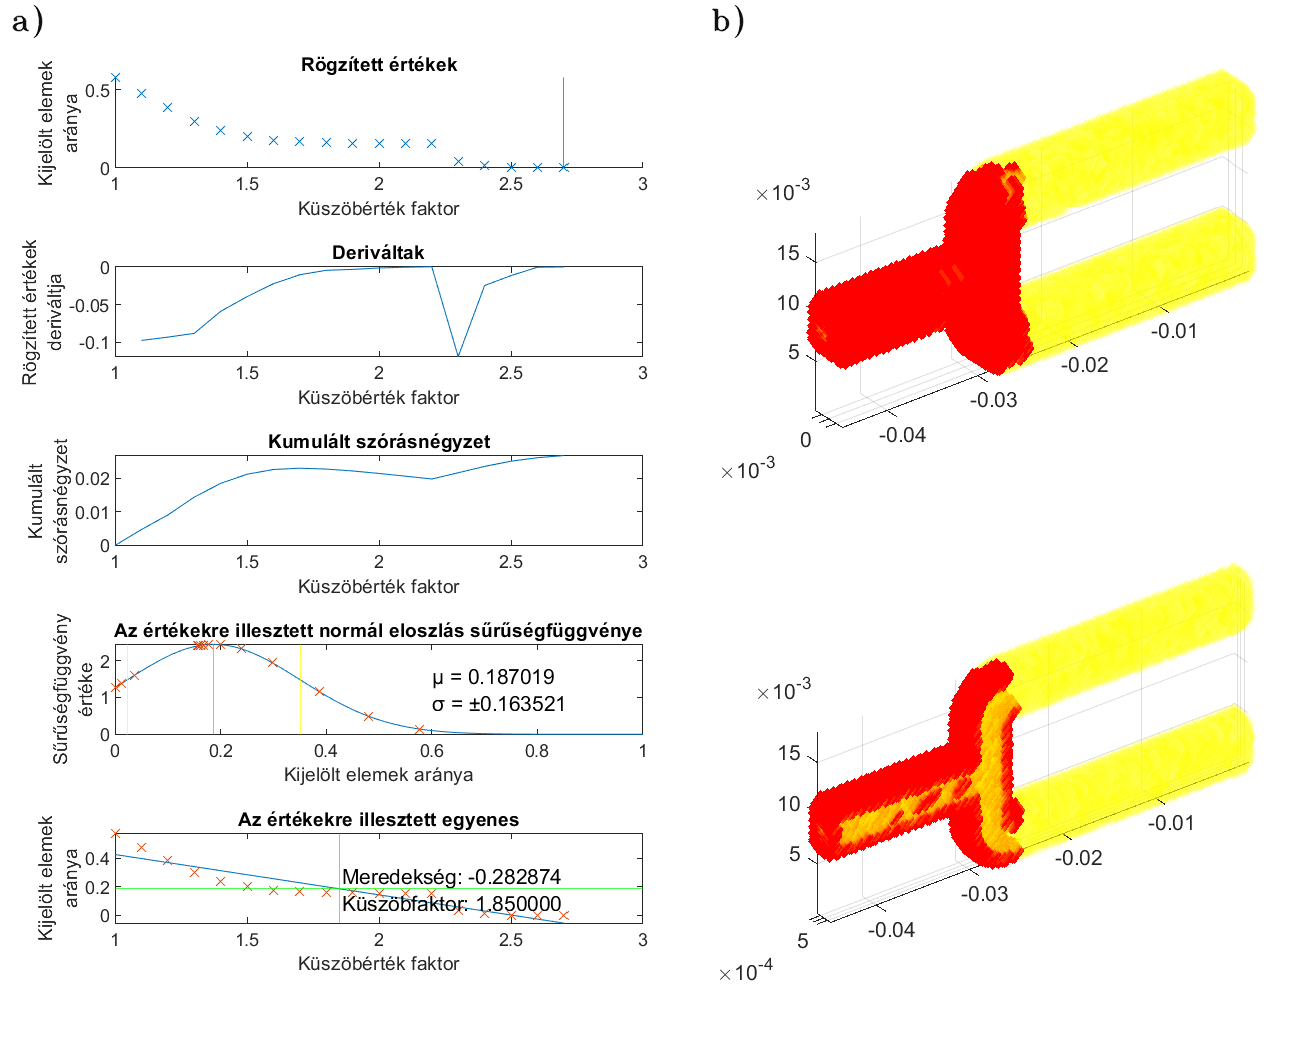 a)
Rögzített értékek
Kijelölt elemek
aránya
0.5
0
1
1.5
2
2.5
3
Küszöbérték faktor
Deriváltak
Rögzített értékek
deriváltja
0
-0.05
-0.1
1
1.5
2
2.5
3
Küszöbérték faktor
Kumulált szórásnégyzet
Kumulált
szórásnégyzet
0.02
0.01
0
1
1.5
2
2.5
3
Küszöbérték faktor
Az értékekre illesztett normál eloszlás sűrűségfüggvénye
Sűrűségfüggvény
értéke
2
1
0
μ = 0.187019
σ = ±0.163521
0
0.2
0.4
0.6
0.8
1
Kijelölt elemek aránya
Az értékekre illesztett egyenes
Kijelölt elemek
aránya
0.4
0.2
0
Meredekség: -0.282874
Küszöbfaktor: 1.850000
1
1.5
2
2.5
3
Küszöbérték faktor
b)
×10-3
15
10
5
0
-0.01
-0.02
-0.03
-0.04
×10-3
×10-3
15
10
5
5
-0.01
-0.02
-0.03
-0.04
×10-4